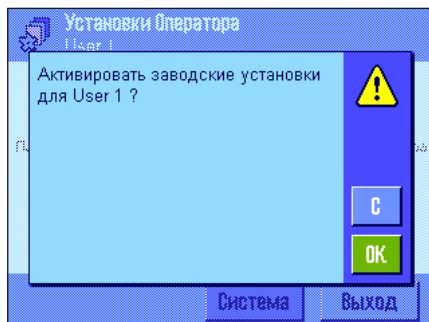 Установки Оператора
User 1
Активировать заводские установки
для User 1 ?
C
OK
Система
Выход